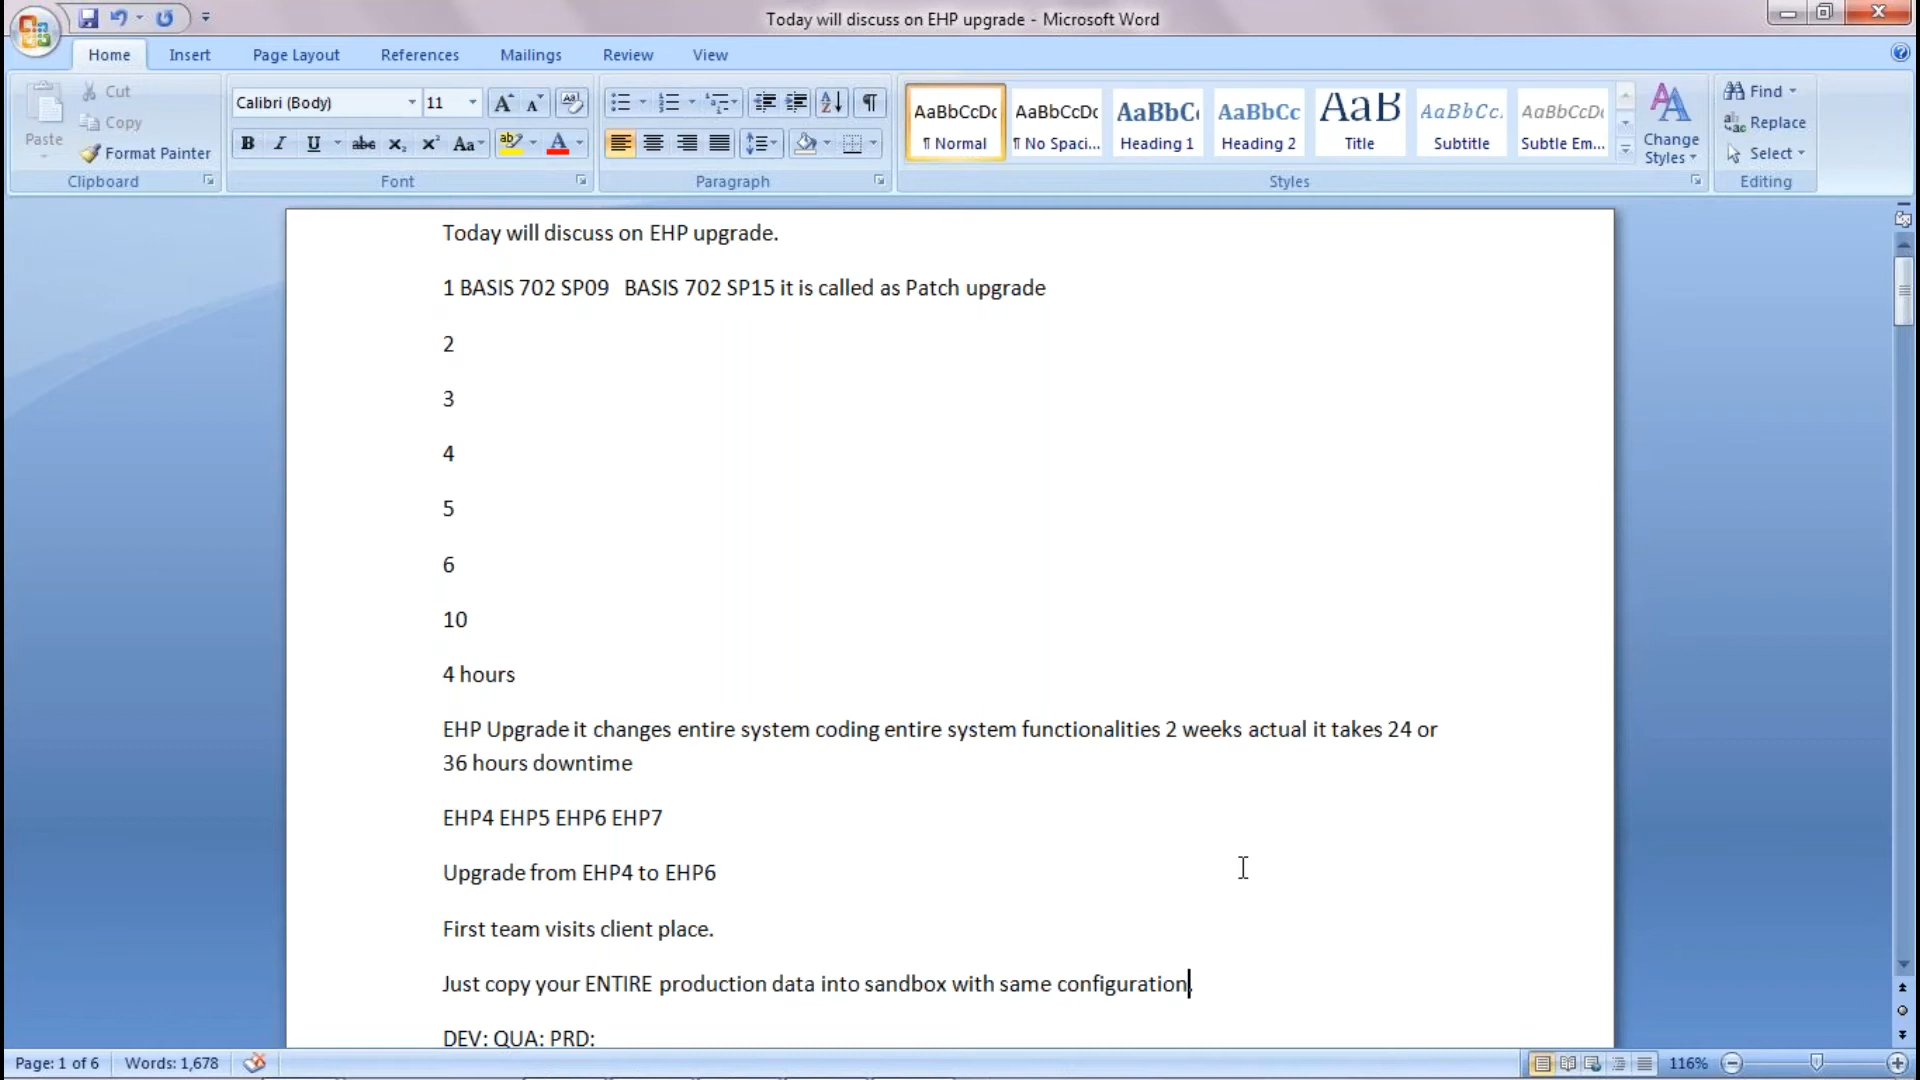 Today will discuss on EHP upgrade - Microsoft Word
Home Insert Page Layout References Mailings Review View
Paste
Cut
Copy
Format Painter
Clipboard
Calibri (Body) 11
Font
Paragraph
AaBbCcDc AaBbCcDc AaBbC AaBbCc AaB AaBbCc. AaBbCcDc
¶ Normal ¶ No Spaci... Heading 1 Heading 2 Title Subtitle Subtle Em...
Change Styles
Styles
Find
Replace
Select
Editing
Today will discuss on EHP upgrade.
1 BASIS 702 SP09 BASIS 702 SP15 it is called as Patch upgrade
2
3
4
5
6
10
4 hours
EHP Upgrade it changes entire system coding entire system functionalities 2 weeks actual it takes 24 or
36 hours downtime
EHP4 EHP5 EHP6 EHP7
Upgrade from EHP4 to EHP6
First team visits client place.
Just copy your ENTIRE production data into sandbox with same configuration.
DEV: QUA: PRD:
Page: 1 of 6 Words: 1,678 116%